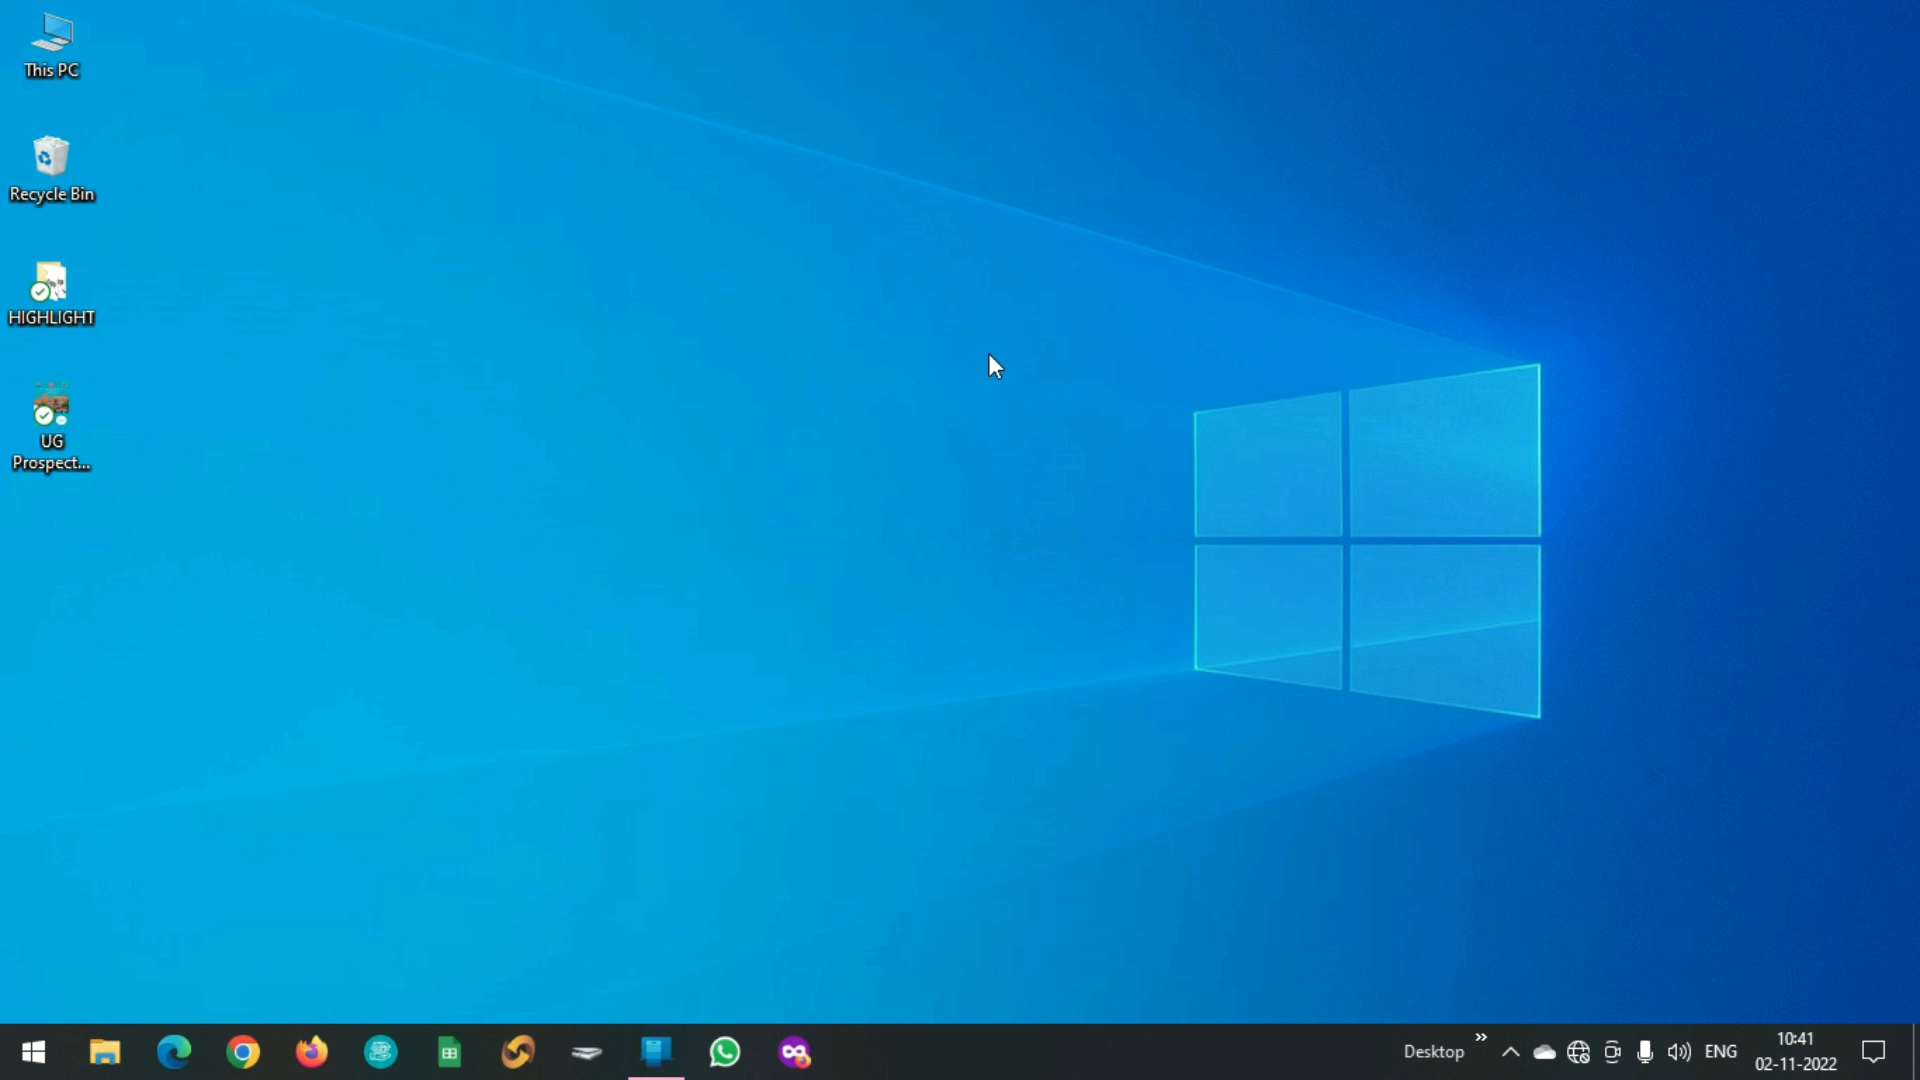 This PC
Recycle Bin
HIGHLIGHT
UG
Prospect...
Desktop
ENG
10:41
02-11-2022